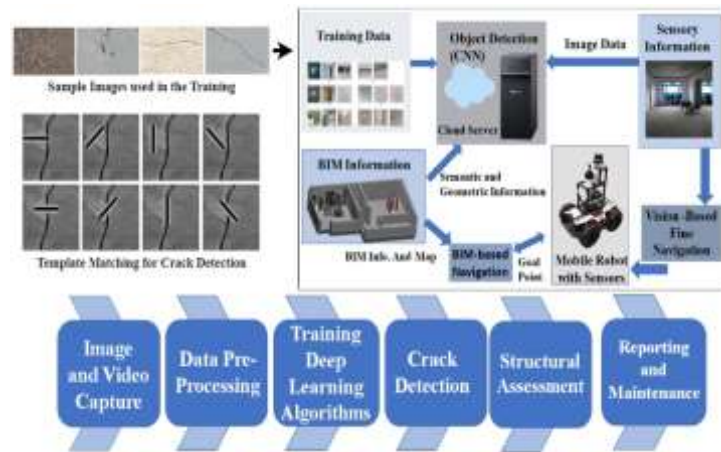 Sample Images used in the Training
Template Matching for Crack Detection
Training Data
Object Detection
(CNN)
Cloud Server
Image Data
Sensory
Information
BIM Information
Semantic and
Geometric Information
BIM Info. And Map
BIM-based
Navigation
Goal
Point
Mobile Robot
with Sensors
Vision -Based
Fine
Navigation
Image
and Video
Capture
Data Pre-
Processing
Training
Deep
Learning
Algorithms
Crack
Detection
Structural
Assessment
Reporting
and
Maintenance